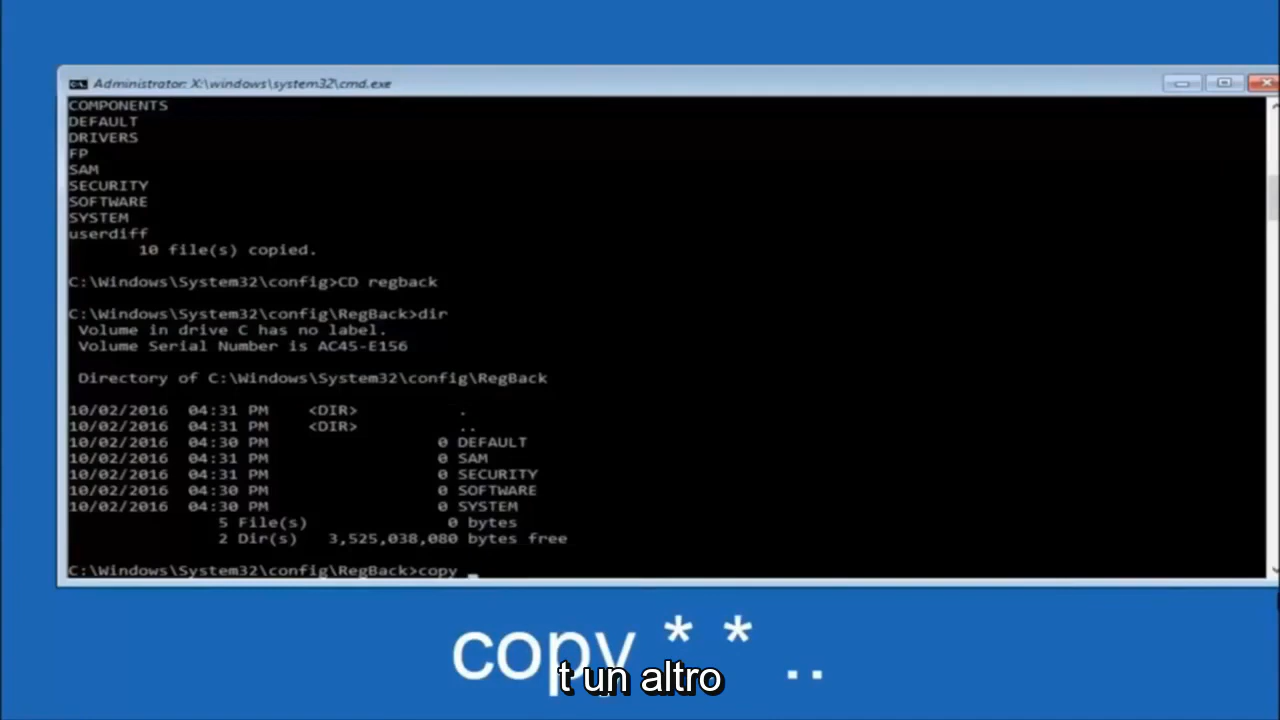 Administrator: X:\windows\system32\cmd.exe
COMPONENTS
DEFAULT
DRIVERS
FP
SAM
SECURITY
SOFTWARE
SYSTEM
userdiff
10 file(s) copied.
C:\Windows\System32\config>CD regback
C:\Windows\System32\config\RegBack>dir
Volume in drive C has no label.
Volume Serial Number is AC45-E156
Directory of C:\Windows\System32\config\RegBack
10/02/2016 04:31 PM <DIR> .
10/02/2016 04:31 PM <DIR> ..
10/02/2016 04:30 PM 0 DEFAULT
10/02/2016 04:31 PM 0 SAM
10/02/2016 04:31 PM 0 SECURITY
10/02/2016 04:30 PM 0 SOFTWARE
10/02/2016 04:30 PM 0 SYSTEM
5 File(s) 0 bytes
2 Dir(s) 3,525,038,080 bytes free
C:\Windows\System32\config\RegBack>copy _
copy * * ..
t un altro